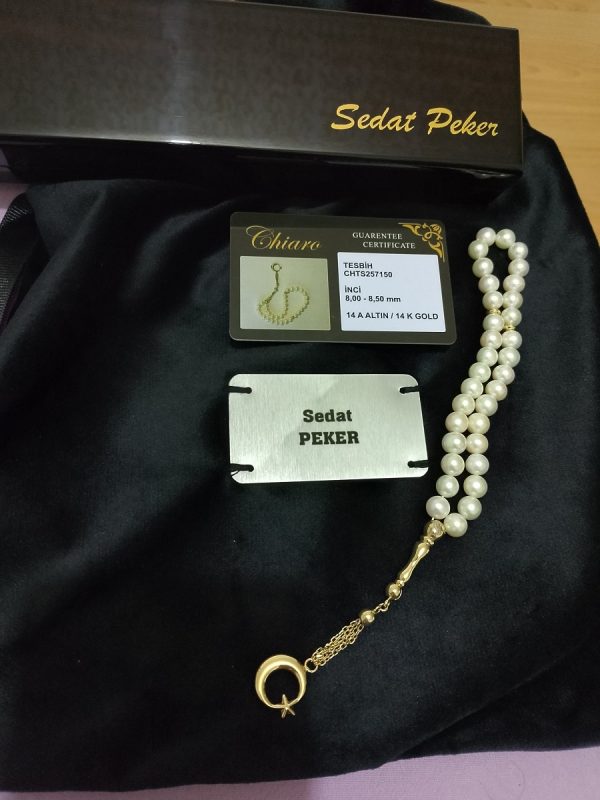 Sedat Peker
Chiaro
GUARENTEE
CERTIFICATE
TESBİH
CHTS257150
İNCİ
8,00 - 8,50 mm
14 A ALTIN / 14 K GOLD
Sedat
PEKER